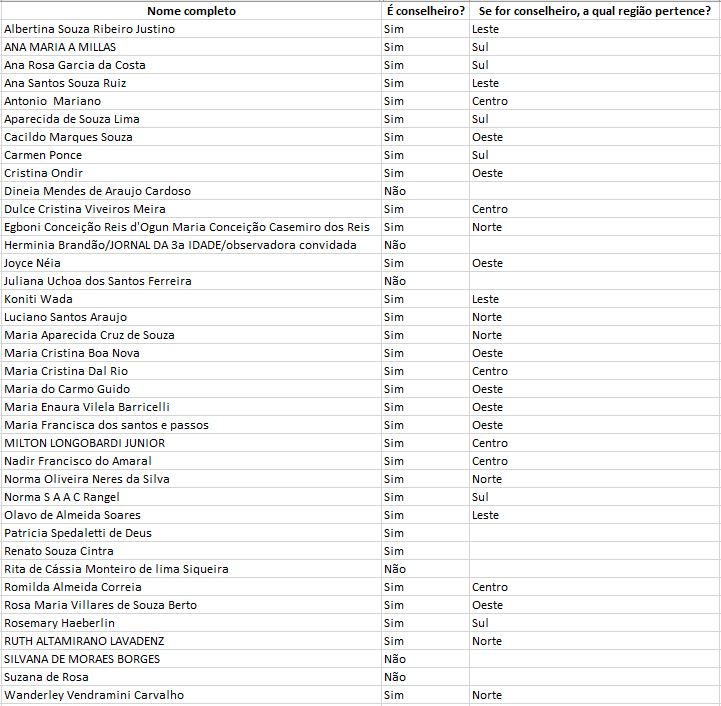 Nome completo É conselheiro? Se for conselheiro, a qual região pertence?
Albertina Souza Ribeiro Justino Sim Leste
ANA MARIA A MILLAS Sim Sul
Ana Rosa Garcia da Costa Sim Sul
Ana Santos Souza Ruiz Sim Leste
Antonio  Mariano Sim Centro
Aparecida de Souza Lima Sim Sul
Cacildo Marques Souza Sim Oeste
Carmen Ponce Sim Sul
Cristina Ondir Sim Oeste
Dineia Mendes de Araujo Cardoso Não
Dulce Cristina Viveiros Meira Sim Centro
Egboni Conceição Reis d'Ogun Maria Conceição Casemiro dos Reis Sim Norte
Herminia Brandão/JORNAL DA 3a IDADE/observadora convidada Não
Joyce Néia Sim Oeste
Juliana Uchoa dos Santos Ferreira Não
Koniti Wada Sim Leste
Luciano Santos Araujo Sim Norte
Maria Aparecida Cruz de Souza Sim Norte
Maria Cristina Boa Nova Sim Oeste
Maria Cristina Dal Rio Sim Centro
Maria do Carmo Guido Sim Oeste
Maria Enaura Vilela Barricelli Sim Oeste
Maria Francisca dos santos e passos Sim Oeste
MILTON LONGOBARDI JUNIOR Sim Centro
Nadir Francisco do Amaral Sim Centro
Norma Oliveira Neres da Silva Sim Norte
Norma S A A C Rangel Sim Sul
Olavo de Almeida Soares Sim Leste
Patricia Spedaletti de Deus Sim
Renato Souza Cintra Sim
Rita de Cássia Monteiro de lima Siqueira Não
Romilda Almeida Correia Sim Centro
Rosa Maria Villares de Souza Berto Sim Oeste
Rosemary Haeberlin Sim Sul
RUTH ALTAMIRANO LAVADENZ Sim Norte
SILVANA DE MORAES BORGES Não
Suzana de Rosa Não
Wanderley Vendramini Carvalho Sim Norte